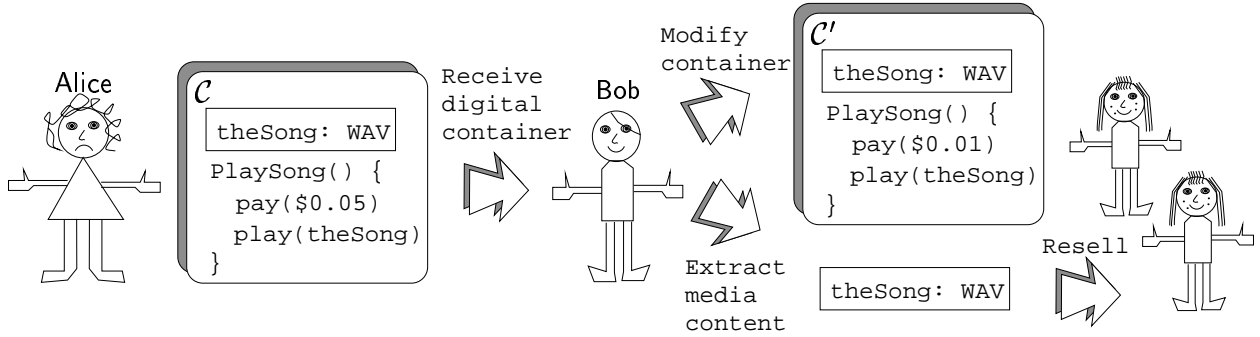 Alice
C
theSong: WAV
PlaySong() {
pay($0.05)
play(theSong)
}
Receive
digital
container
Bob
Modify
container
C′
theSong: WAV
PlaySong() {
pay($0.01)
play(theSong)
}
Extract
media
content
theSong: WAV
Resell